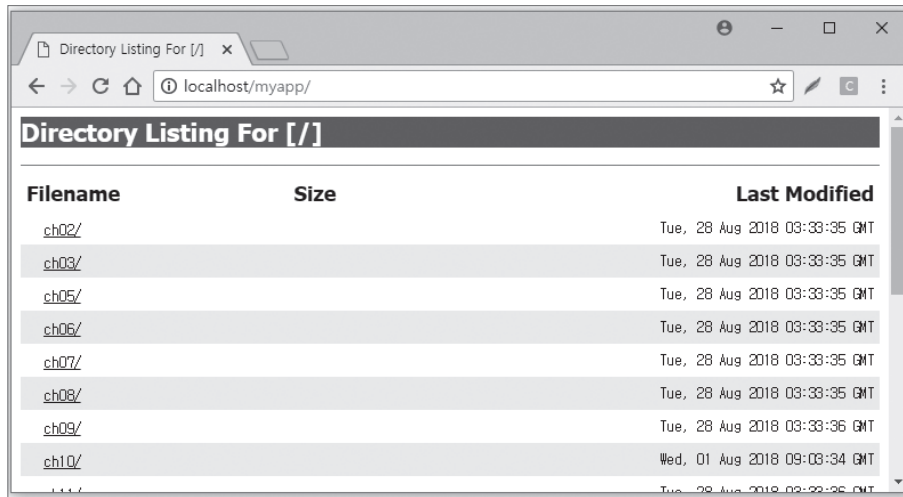 Directory Listing For [/]
localhost/myapp/
C
Directory Listing For [/]
Filename Size Last Modified
ch02/ Tue, 28 Aug 2018 03:33:35 GMT
ch03/ Tue, 28 Aug 2018 03:33:35 GMT
ch05/ Tue, 28 Aug 2018 03:33:35 GMT
ch06/ Tue, 28 Aug 2018 03:33:35 GMT
ch07/ Tue, 28 Aug 2018 03:33:35 GMT
ch08/ Tue, 28 Aug 2018 03:33:35 GMT
ch09/ Tue, 28 Aug 2018 03:33:36 GMT
ch10/ Wed, 01 Aug 2018 09:03:34 GMT